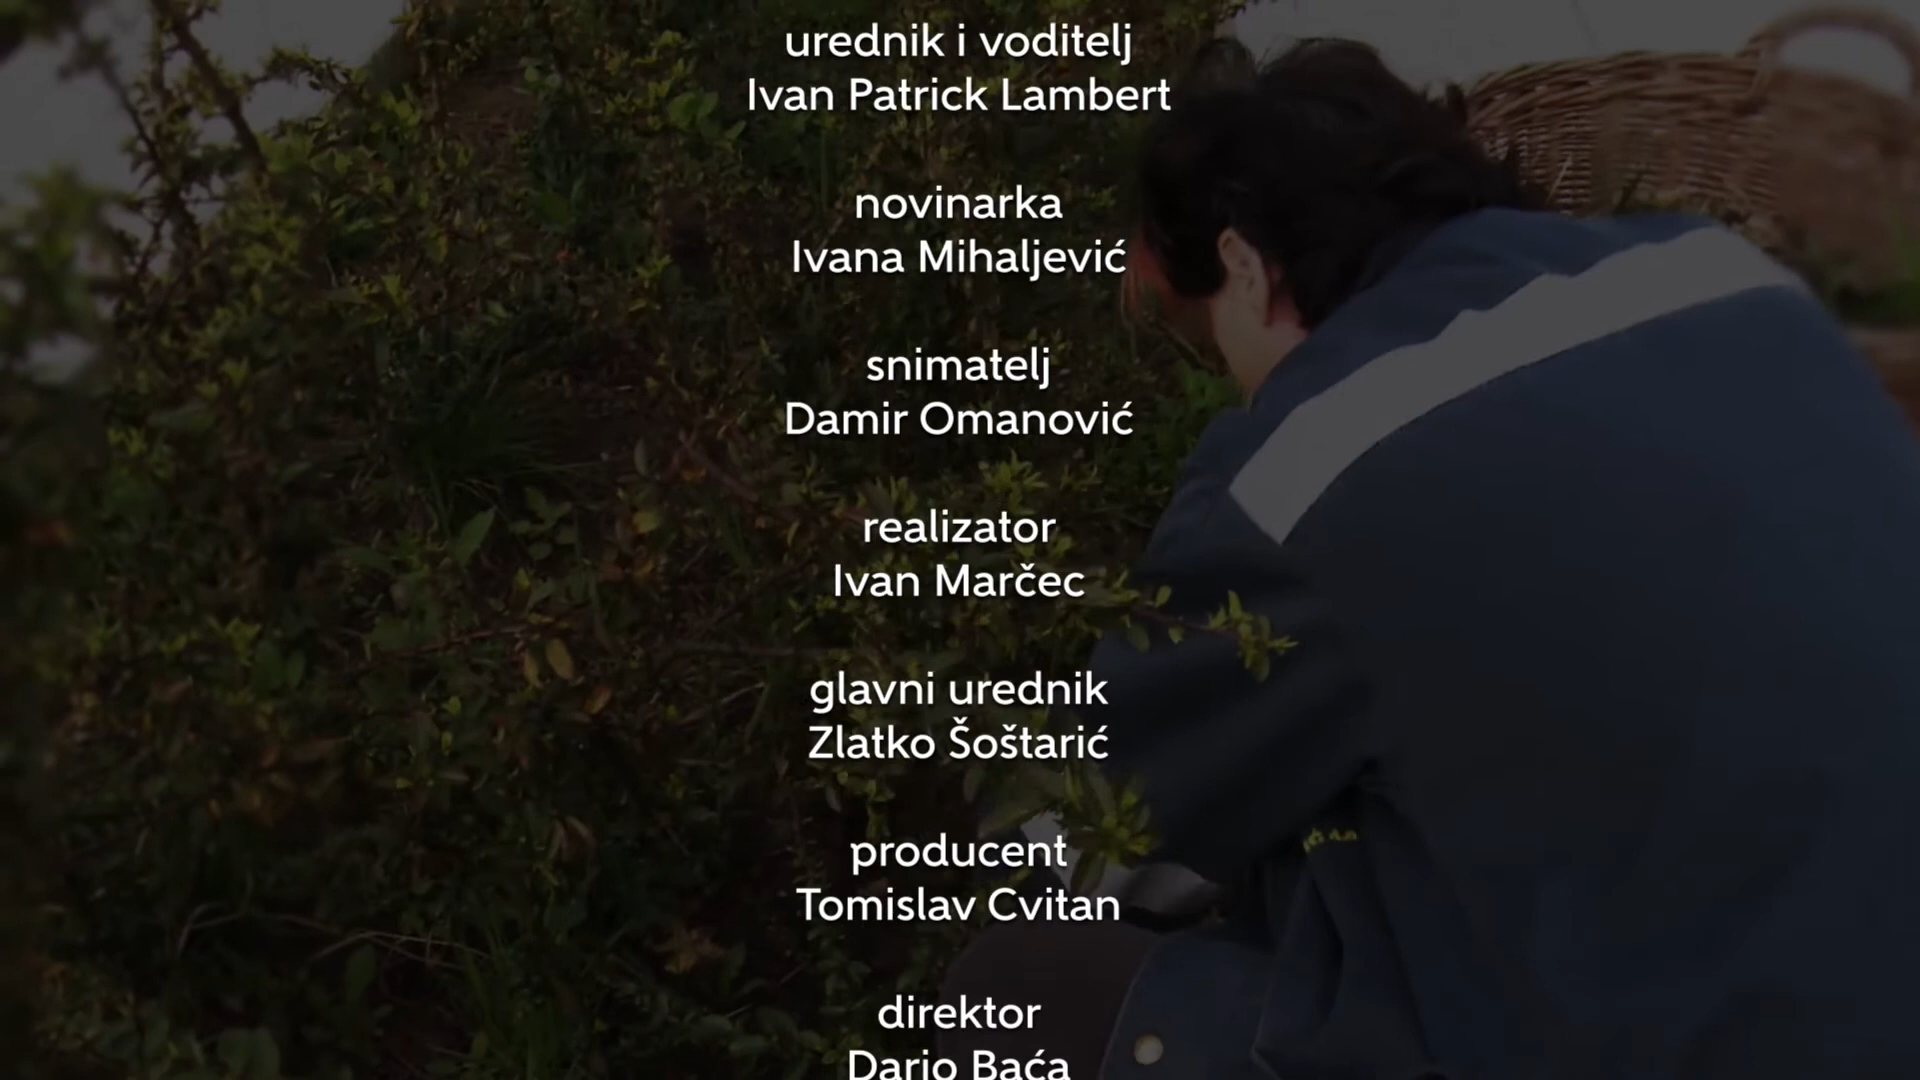 urednik i voditelj
Ivan Patrick Lambert
novinarka
Ivana Mihaljević
snimatelj
Damir Omanović
realizator
Ivan Marčec
glavni urednik
Zlatko Šoštarić
producent
Tomislav Cvitan
direktor
Dario Baća